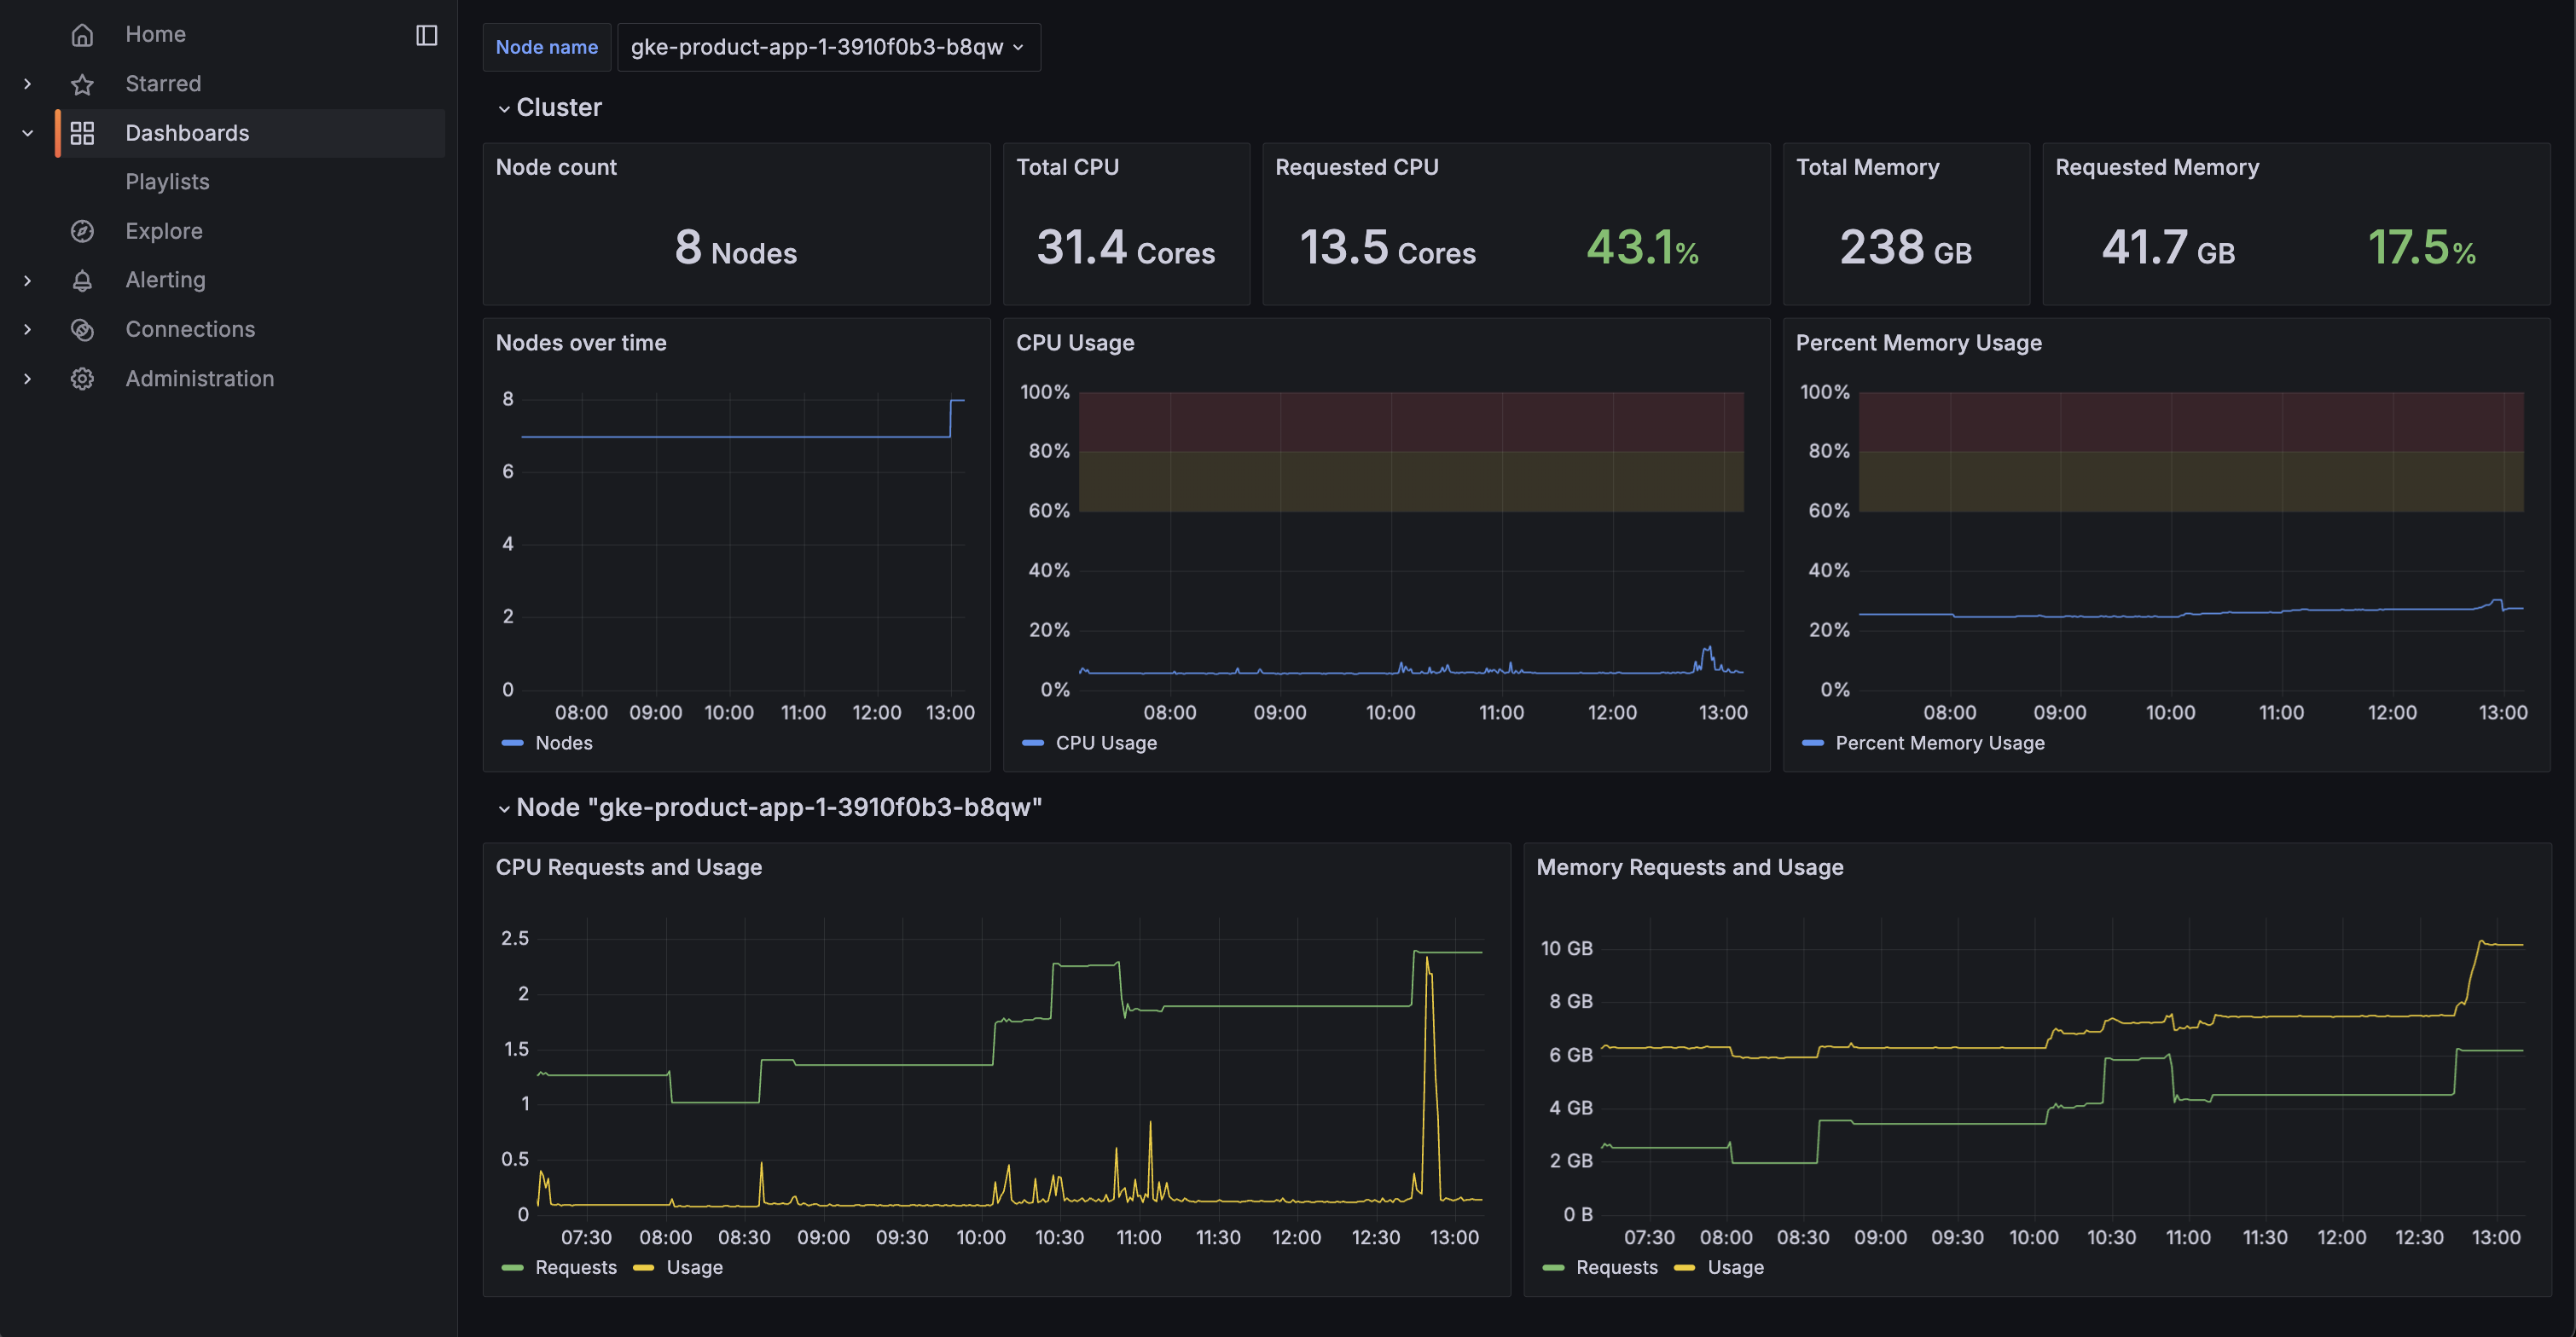 Home
Starred
Dashboards
Playlists
Explore
Alerting
Connections
Administration
Node name gke-product-app-1-3910f0b3-b8qw
Cluster
Node count
8 Nodes
Total CPU
31.4 Cores
Requested CPU
13.5 Cores 43.1%
Total Memory
238 GB
Requested Memory
41.7 GB 17.5%
Nodes over time
8
6
4
2
0
08:00 09:00 10:00 11:00 12:00 13:00
Nodes
CPU Usage
100%
80%
60%
40%
20%
0%
08:00 09:00 10:00 11:00 12:00 13:00
CPU Usage
Percent Memory Usage
100%
80%
60%
40%
20%
0%
08:00 09:00 10:00 11:00 12:00 13:00
Percent Memory Usage
Node "gke-product-app-1-3910f0b3-b8qw"
CPU Requests and Usage
2.5
2
1.5
1
0.5
0
07:30 08:00 08:30 09:00 09:30 10:00 10:30 11:00 11:30 12:00 12:30 13:00
Requests Usage
Memory Requests and Usage
10 GB
8 GB
6 GB
4 GB
2 GB
0 B
07:30 08:00 08:30 09:00 09:30 10:00 10:30 11:00 11:30 12:00 12:30 13:00
Requests Usage